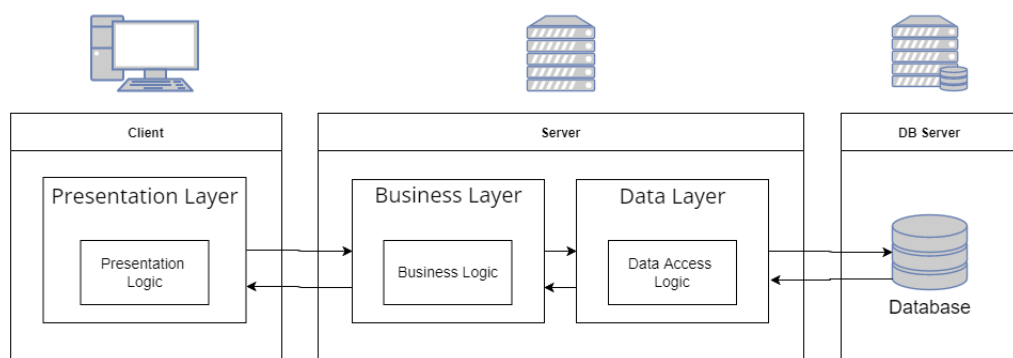 Client
Server
DB Server
Presentation Layer
Business Layer
Data Layer
Presentation
Logic
Business Logic
Data Access
Logic
Database